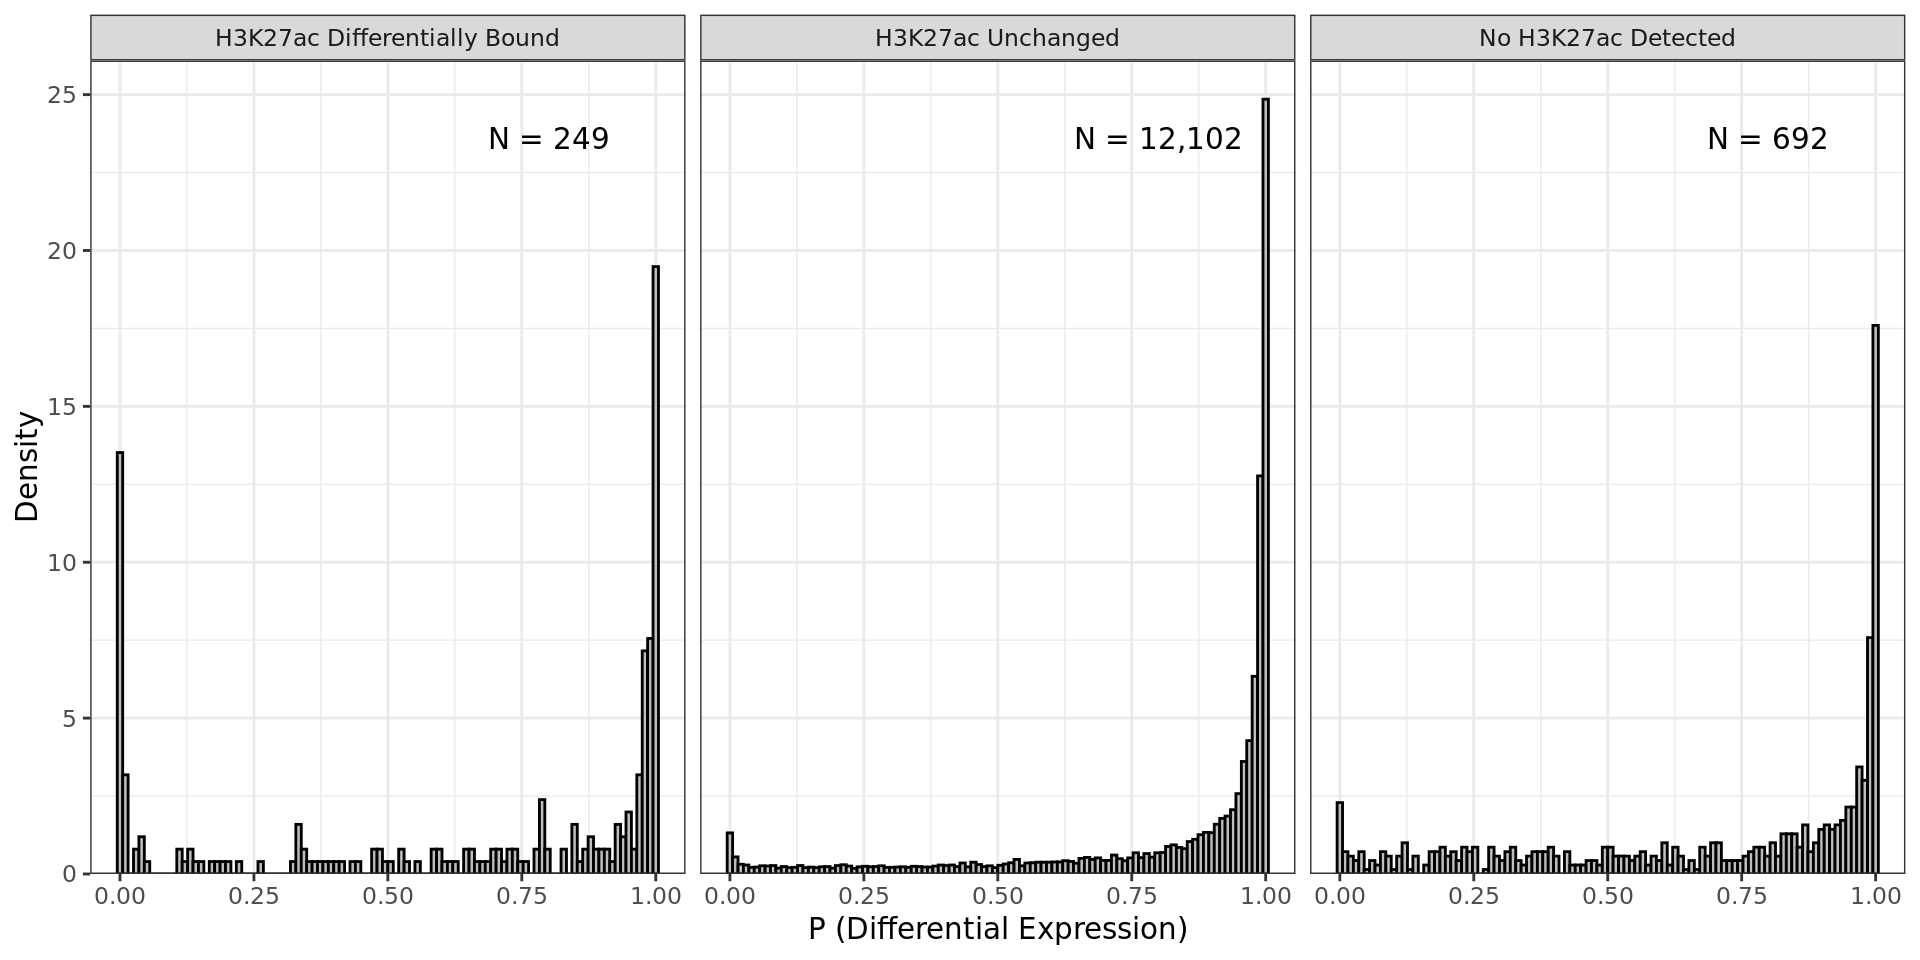 H3K27ac Differentially Bound
H3K27ac Unchanged
No H3K27ac Detected
N = 249
N = 12,102
N = 692
Density
25
20
15
10
5
0
0.00 0.25 0.50 0.75 1.00
0.00 0.25 0.50 0.75 1.00
0.00 0.25 0.50 0.75 1.00
P (Differential Expression)